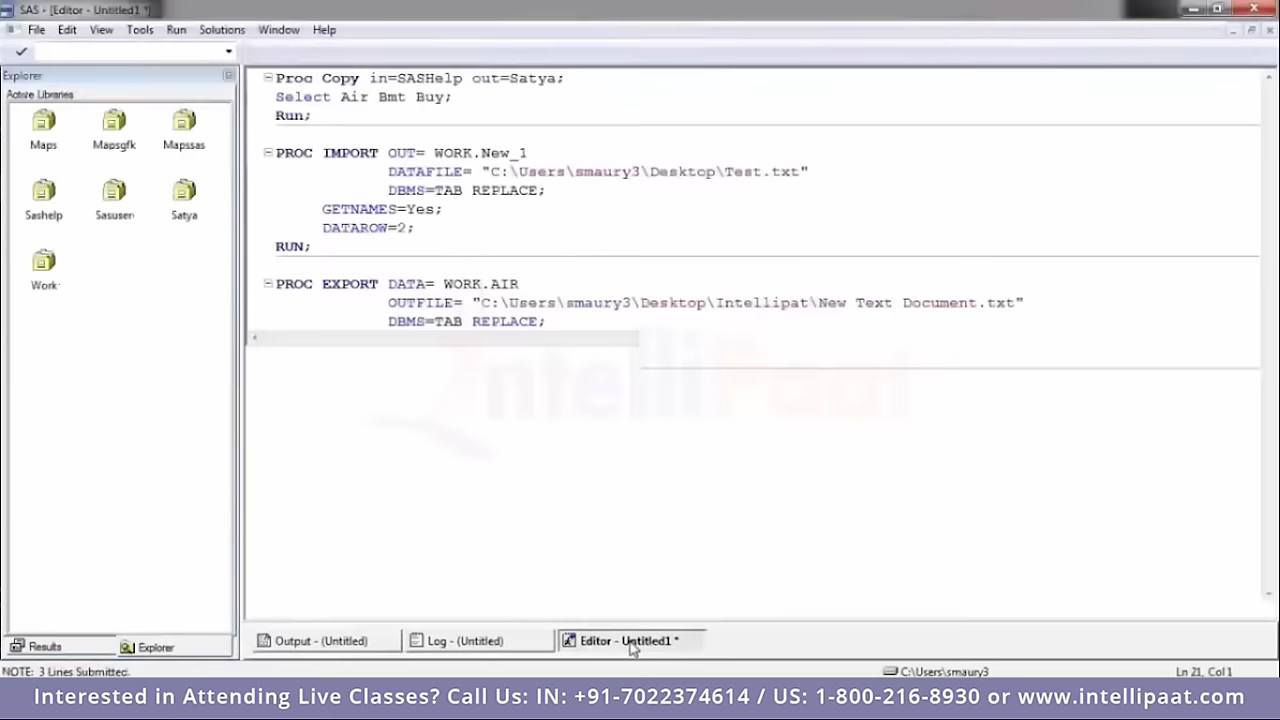 SAS - [Editor - Untitled1 *]
File Edit View Tools Run Solutions Window Help
Explorer
Active Libraries
Maps Mapsgfk Mapssas
Sashelp Sasuser Satya
Work
Proc Copy in=SASHelp out=Satya;
Select Air Bmt Buy;
Run;
PROC IMPORT OUT= WORK.New_1
DATAFILE= "C:\Users\smaury3\Desktop\Test.txt"
DBMS=TAB REPLACE;
GETNAMES=Yes;
DATAROW=2;
RUN;
PROC EXPORT DATA= WORK.AIR
OUTFILE= "C:\Users\smaury3\Desktop\Intellipat\New Text Document.txt"
DBMS=TAB REPLACE;
IntelliPaat
Results Explorer
Output - (Untitled) Log - (Untitled) Editor - Untitled1 *
NOTE: 3 Lines Submitted. C:\Users\smaury3 Ln 21, Col 1
Interested in Attending Live Classes? Call Us: IN: +91-7022374614 / US: 1-800-216-8930 or www.intellipaat.com